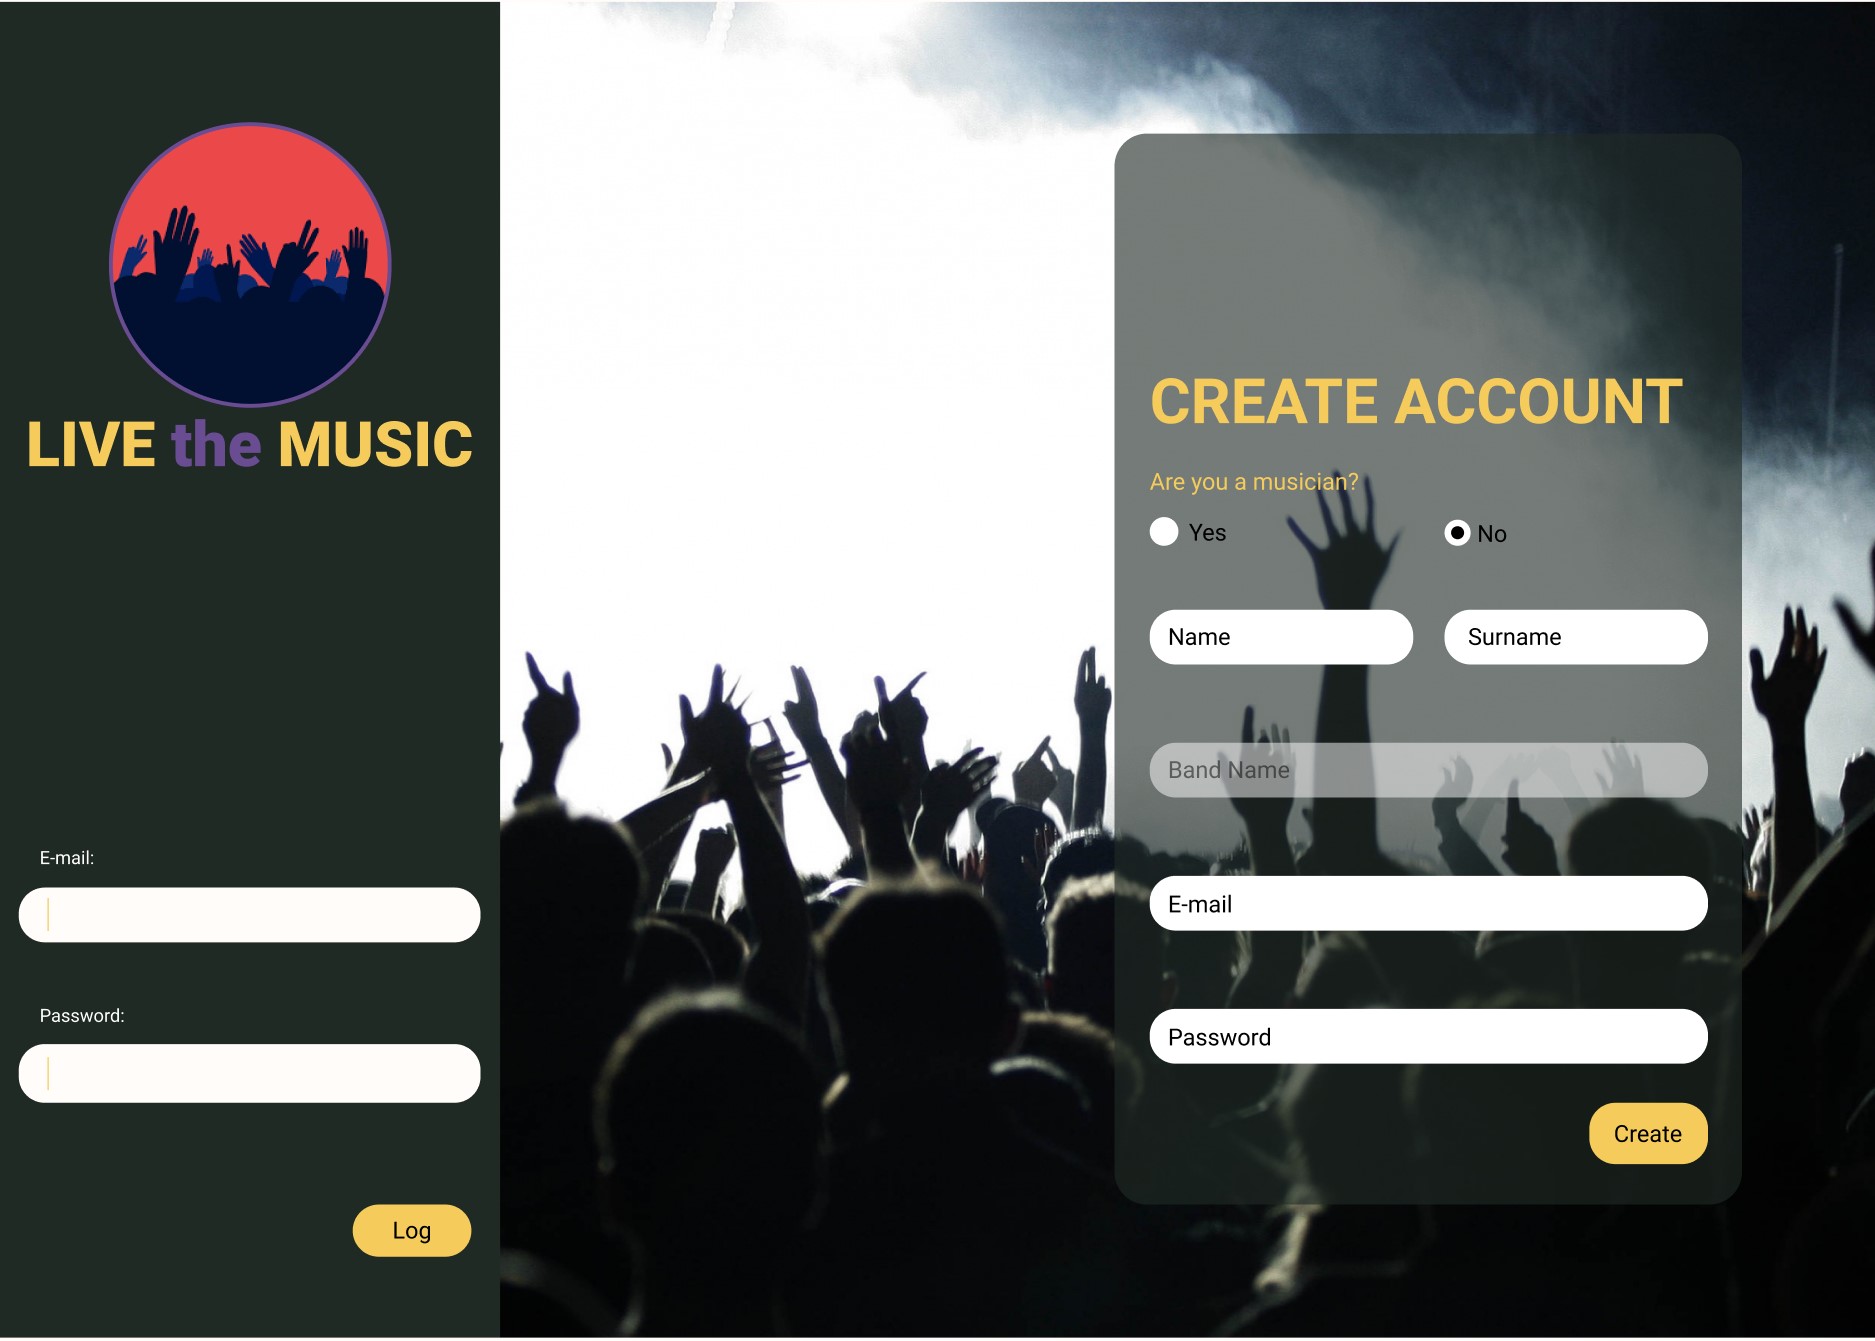 LIVE the MUSIC
E-mail:
Password:
Log
CREATE ACCOUNT
Are you a musician?
Yes No
Name Surname
Band Name
E-mail
Password
Create